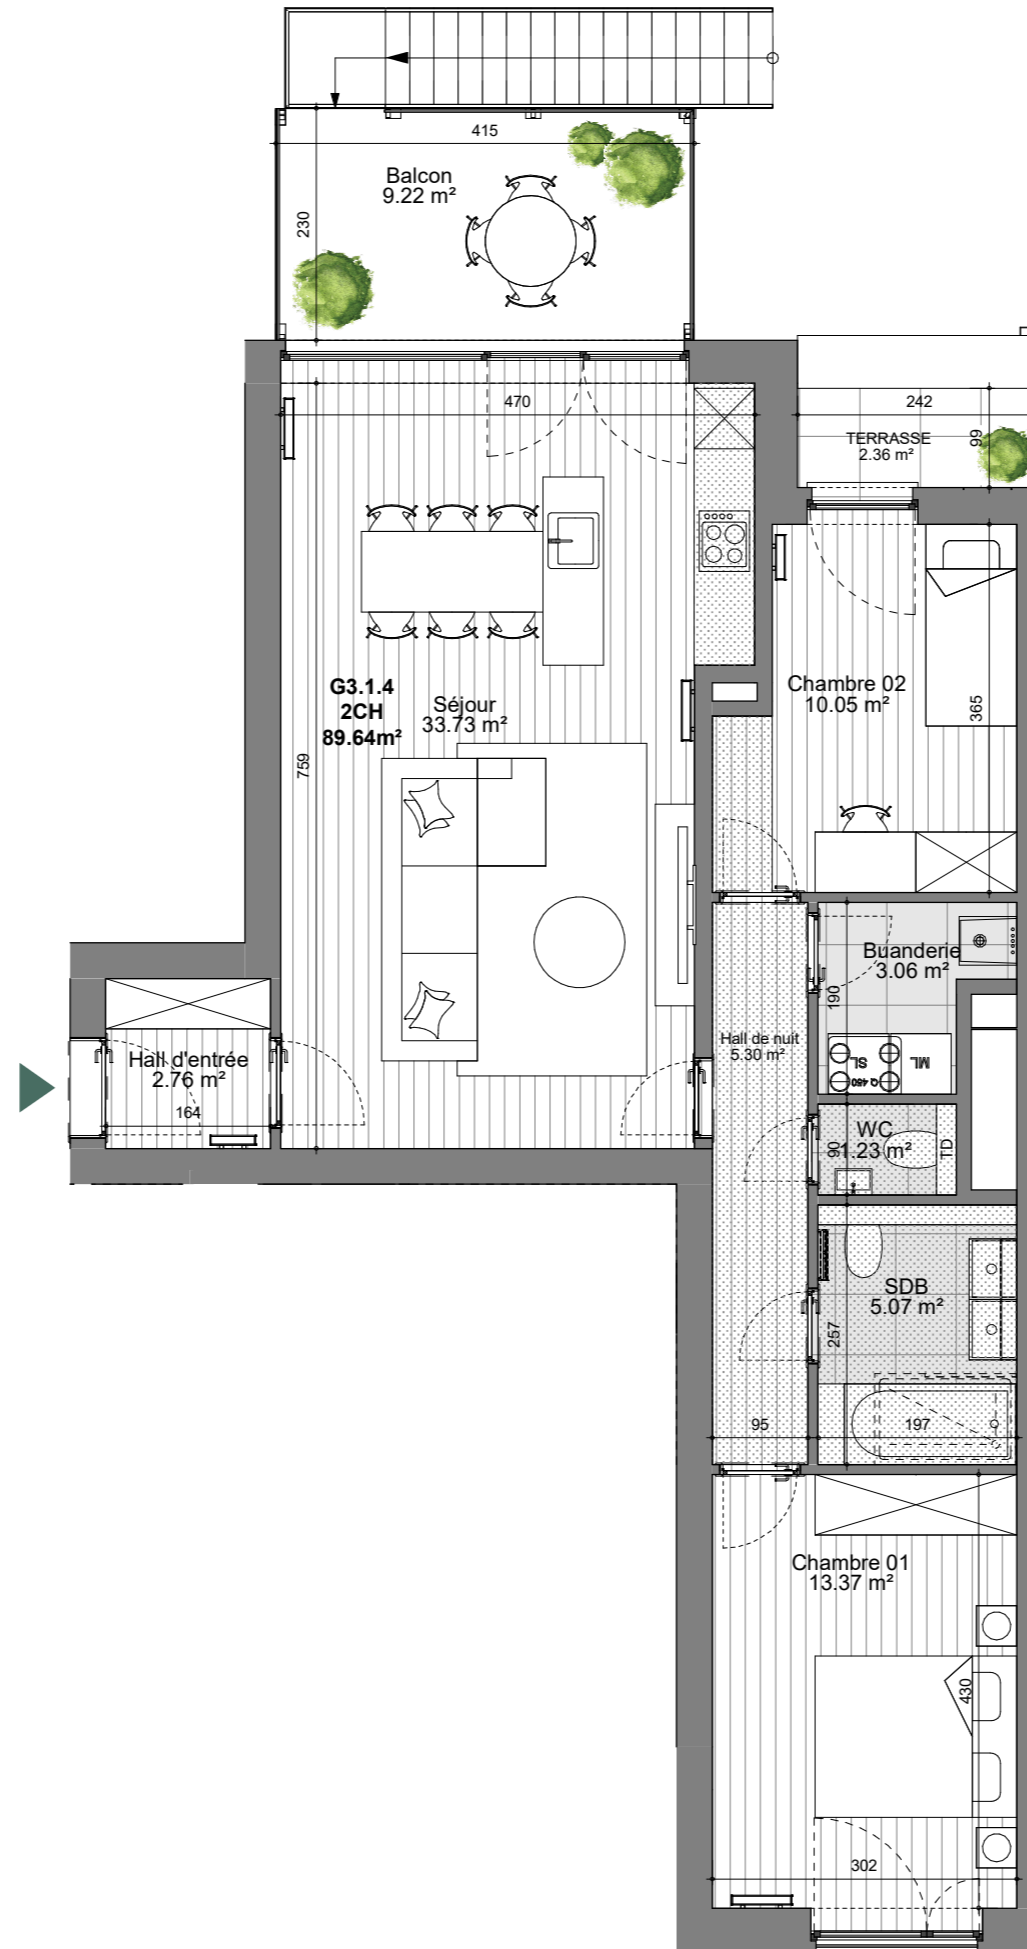 415
Balcon
9.22 m²
230
470
242
TERRASSE
2.36 m²
99
G3.1.4
2CH
89.64m²
Séjour
33.73 m²
759
Chambre 02
10.05 m²
365
Buanderie
3.06 m²
190
SL
ML
Q 450
Hall de nuit
5.30 m²
Hall d'entrée
2.76 m²
164
WC
1.23 m²
90
TD
SDB
5.07 m²
257
95
197
Chambre 01
13.37 m²
430
302